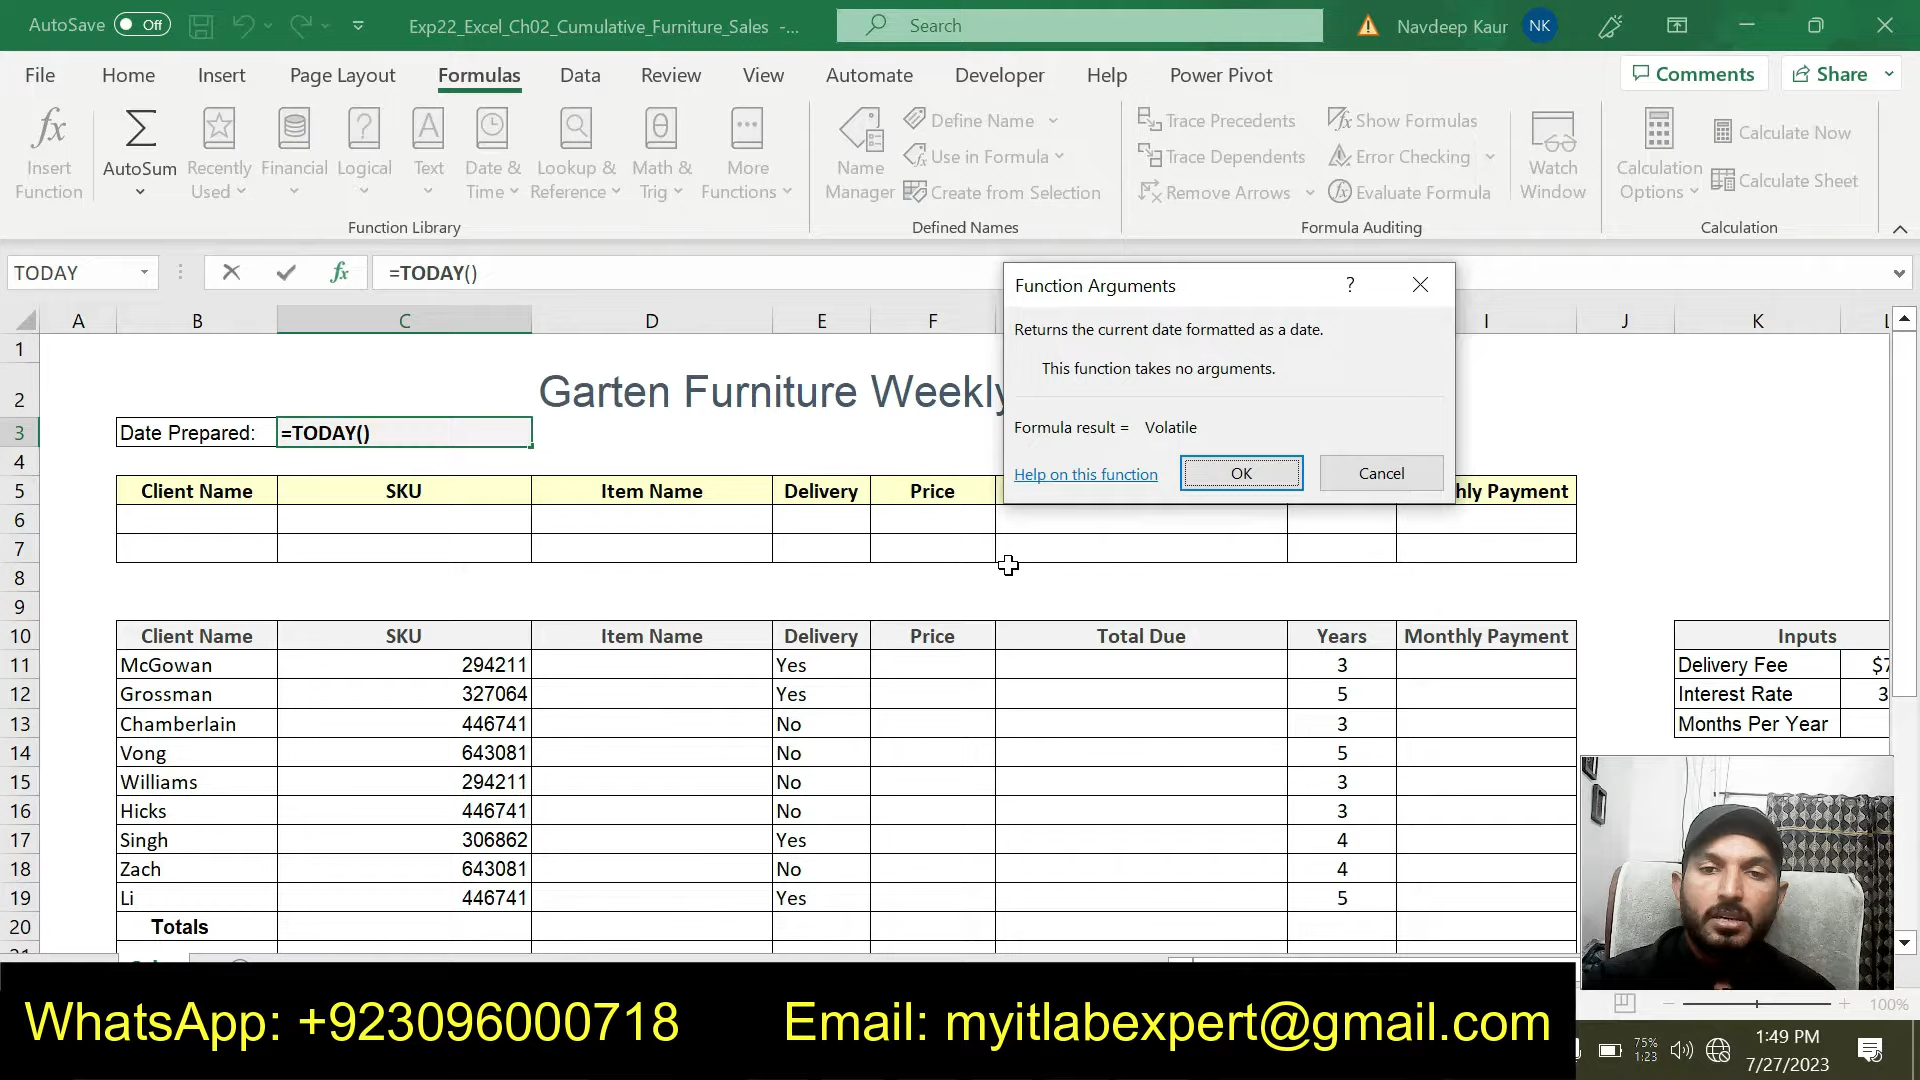 AutoSave Off Exp22_Excel_Ch02_Cumulative_Furniture_Sales -... Search Navdeep Kaur NK
File Home Insert Page Layout Formulas Data Review View Automate Developer Help Power Pivot Comments Share
Insert Function
AutoSum
Recently Used
Financial
Logical
Text
Date & Time
Lookup & Reference
Math & Trig
More Functions
Function Library
Name Manager
Define Name
Use in Formula
Create from Selection
Defined Names
Trace Precedents
Trace Dependents
Remove Arrows
Show Formulas
Error Checking
Evaluate Formula
Formula Auditing
Watch Window
Calculation Options
Calculate Now
Calculate Sheet
Calculation
TODAY fx =TODAY()
Function Arguments ?
Returns the current date formatted as a date.
This function takes no arguments.
Formula result = Volatile
Help on this function OK Cancel
A B C D E F I J K L
1
2 Garten Furniture Weekly
3 Date Prepared: =TODAY()
4
5 Client Name SKU Item Name Delivery Price hly Payment
6
7
8
9
10 Client Name SKU Item Name Delivery Price Total Due Years Monthly Payment Inputs
11 McGowan 294211 Yes 3 Delivery Fee $7
12 Grossman 327064 Yes 5 Interest Rate 3
13 Chamberlain 446741 No 3 Months Per Year
14 Vong 643081 No 5
15 Williams 294211 No 3
16 Hicks 446741 No 3
17 Singh 306862 Yes 4
18 Zach 643081 No 4
19 Li 446741 Yes 5
20 Totals
100%
WhatsApp: +923096000718 Email: myitlabexpert@gmail.com
75%
1:23
1:49 PM
7/27/2023